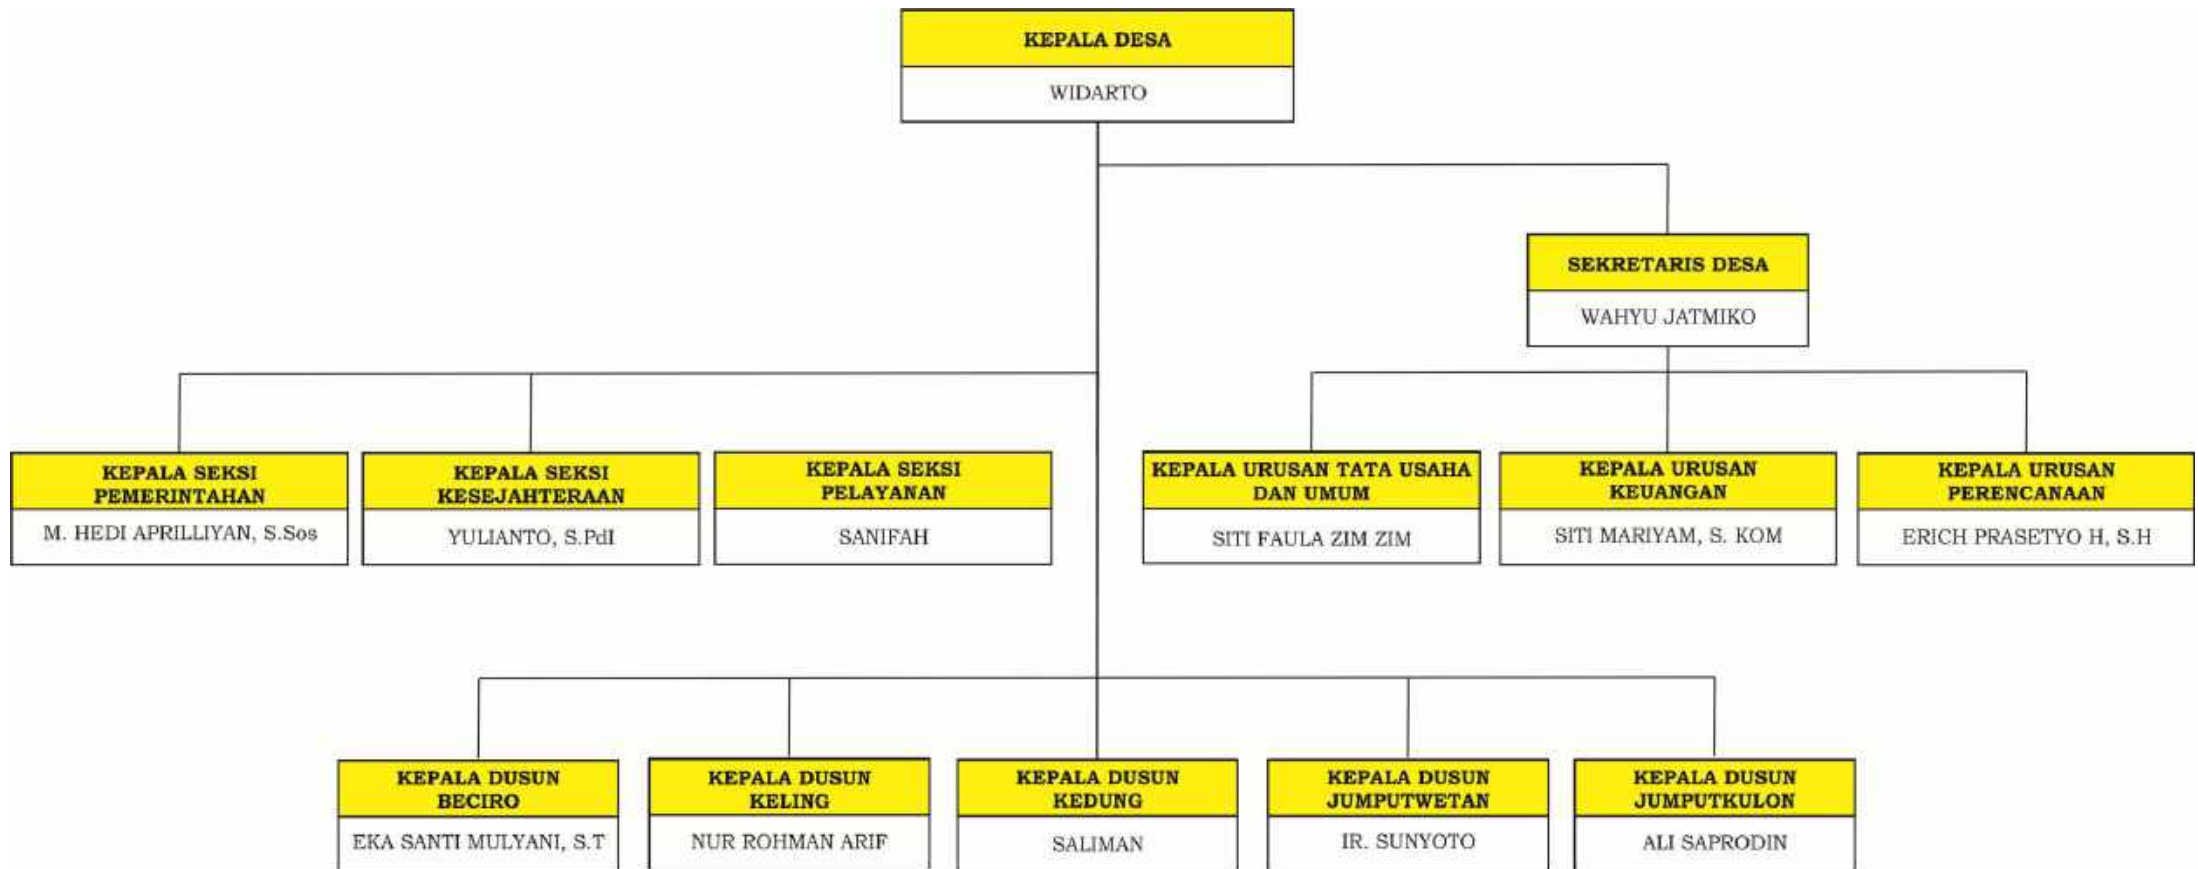 KEPALA DESA
WIDARTO
SEKRETARIS DESA
WAHYU JATMIKO
KEPALA SEKSI
PEMERINTAHAN
M. HEDI APRILLIYAN, S.Sos
KEPALA SEKSI
KESEJAHTERAAN
YULIANTO, S.PdI
KEPALA SEKSI
PELAYANAN
SANIFAH
KEPALA URUSAN TATA USAHA
DAN UMUM
SITI FAULA ZIM ZIM
KEPALA URUSAN
KEUANGAN
SITI MARIYAM, S. KOM
KEPALA URUSAN
PERENCANAAN
ERICH PRASETYO H, S.H
KEPALA DUSUN
BECIRO
EKA SANTI MULYANI, S.T
KEPALA DUSUN
KELING
NUR ROHMAN ARIF
KEPALA DUSUN
KEDUNG
SALIMAN
KEPALA DUSUN
JUMPUTWETAN
IR. SUNYOTO
KEPALA DUSUN
JUMPUTKULON
ALI SAPRODIN